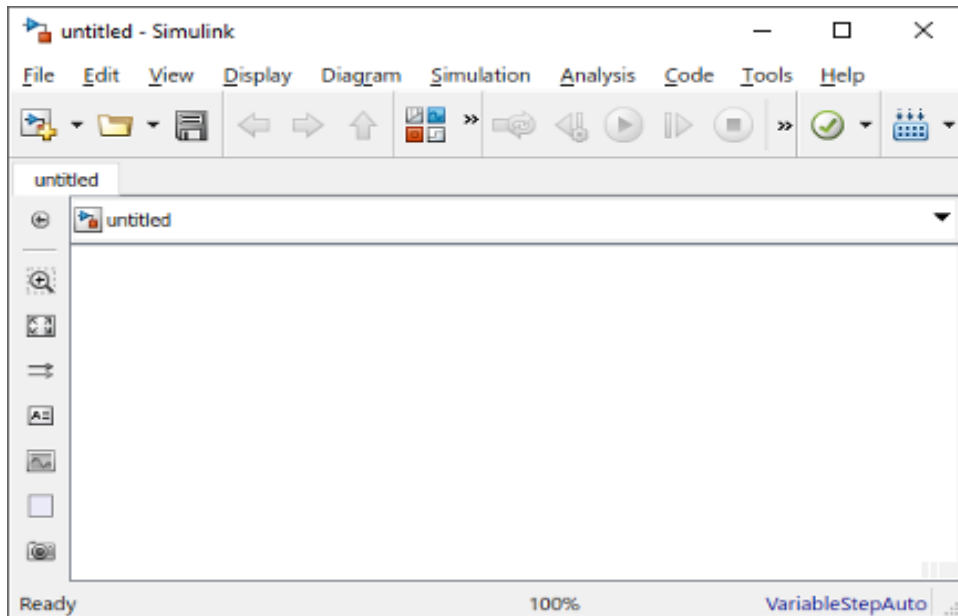 untitled - Simulink
File Edit View Display Diagram Simulation Analysis Code Tools Help
untitled
untitled
Ready 100% VariableStepAuto